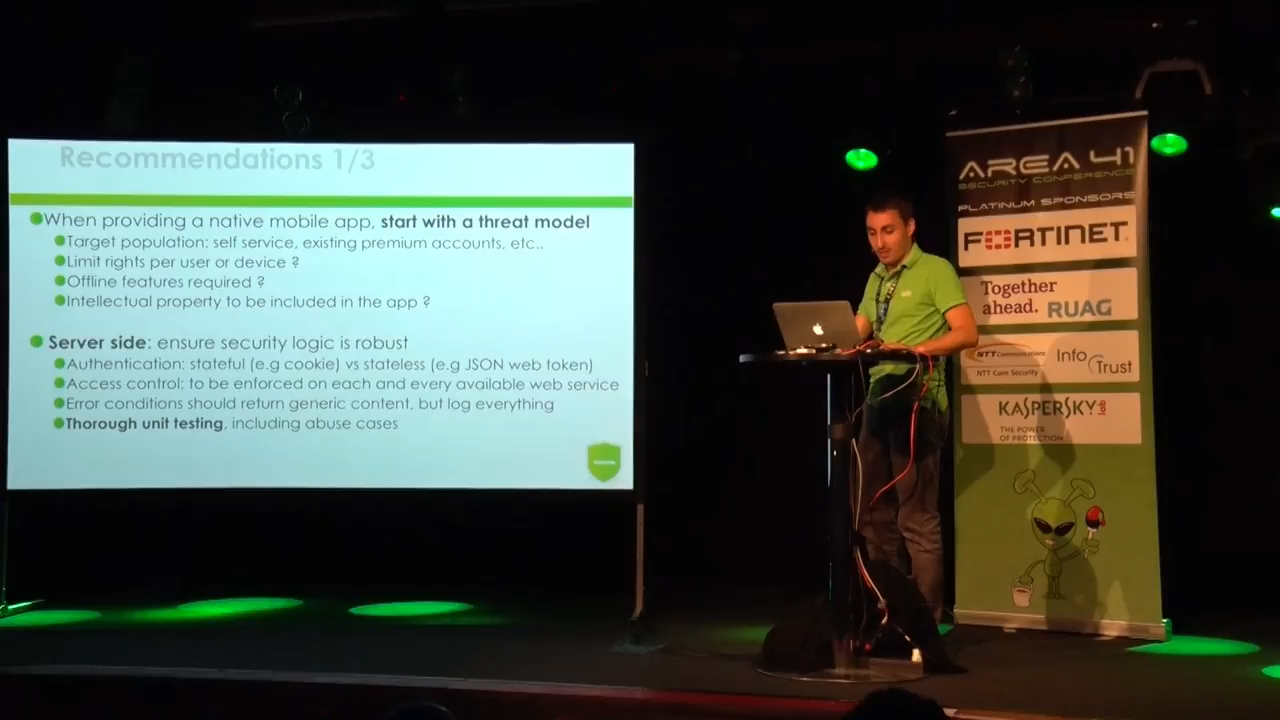 Recommendations 1/3
When providing a native mobile app, start with a threat model
Target population: self service, existing premium accounts, etc..
Limit rights per user or device ?
Offline features required ?
Intellectual property to be included in the app ?
Server side: ensure security logic is robust
Authentication: stateful (e.g cookie) vs stateless (e.g JSON web token)
Access control: to be enforced on each and every available web service
Error conditions should return generic content, but log everything
Thorough unit testing, including abuse cases
AREA 41
SECURITY CONFERENCE
PLATINUM SPONSORS
FORTINET
Together
ahead. RUAG
NTT Communications
NTT Com Security
Info
Trust
KASPERSKY lab
THE POWER
OF PROTECTION